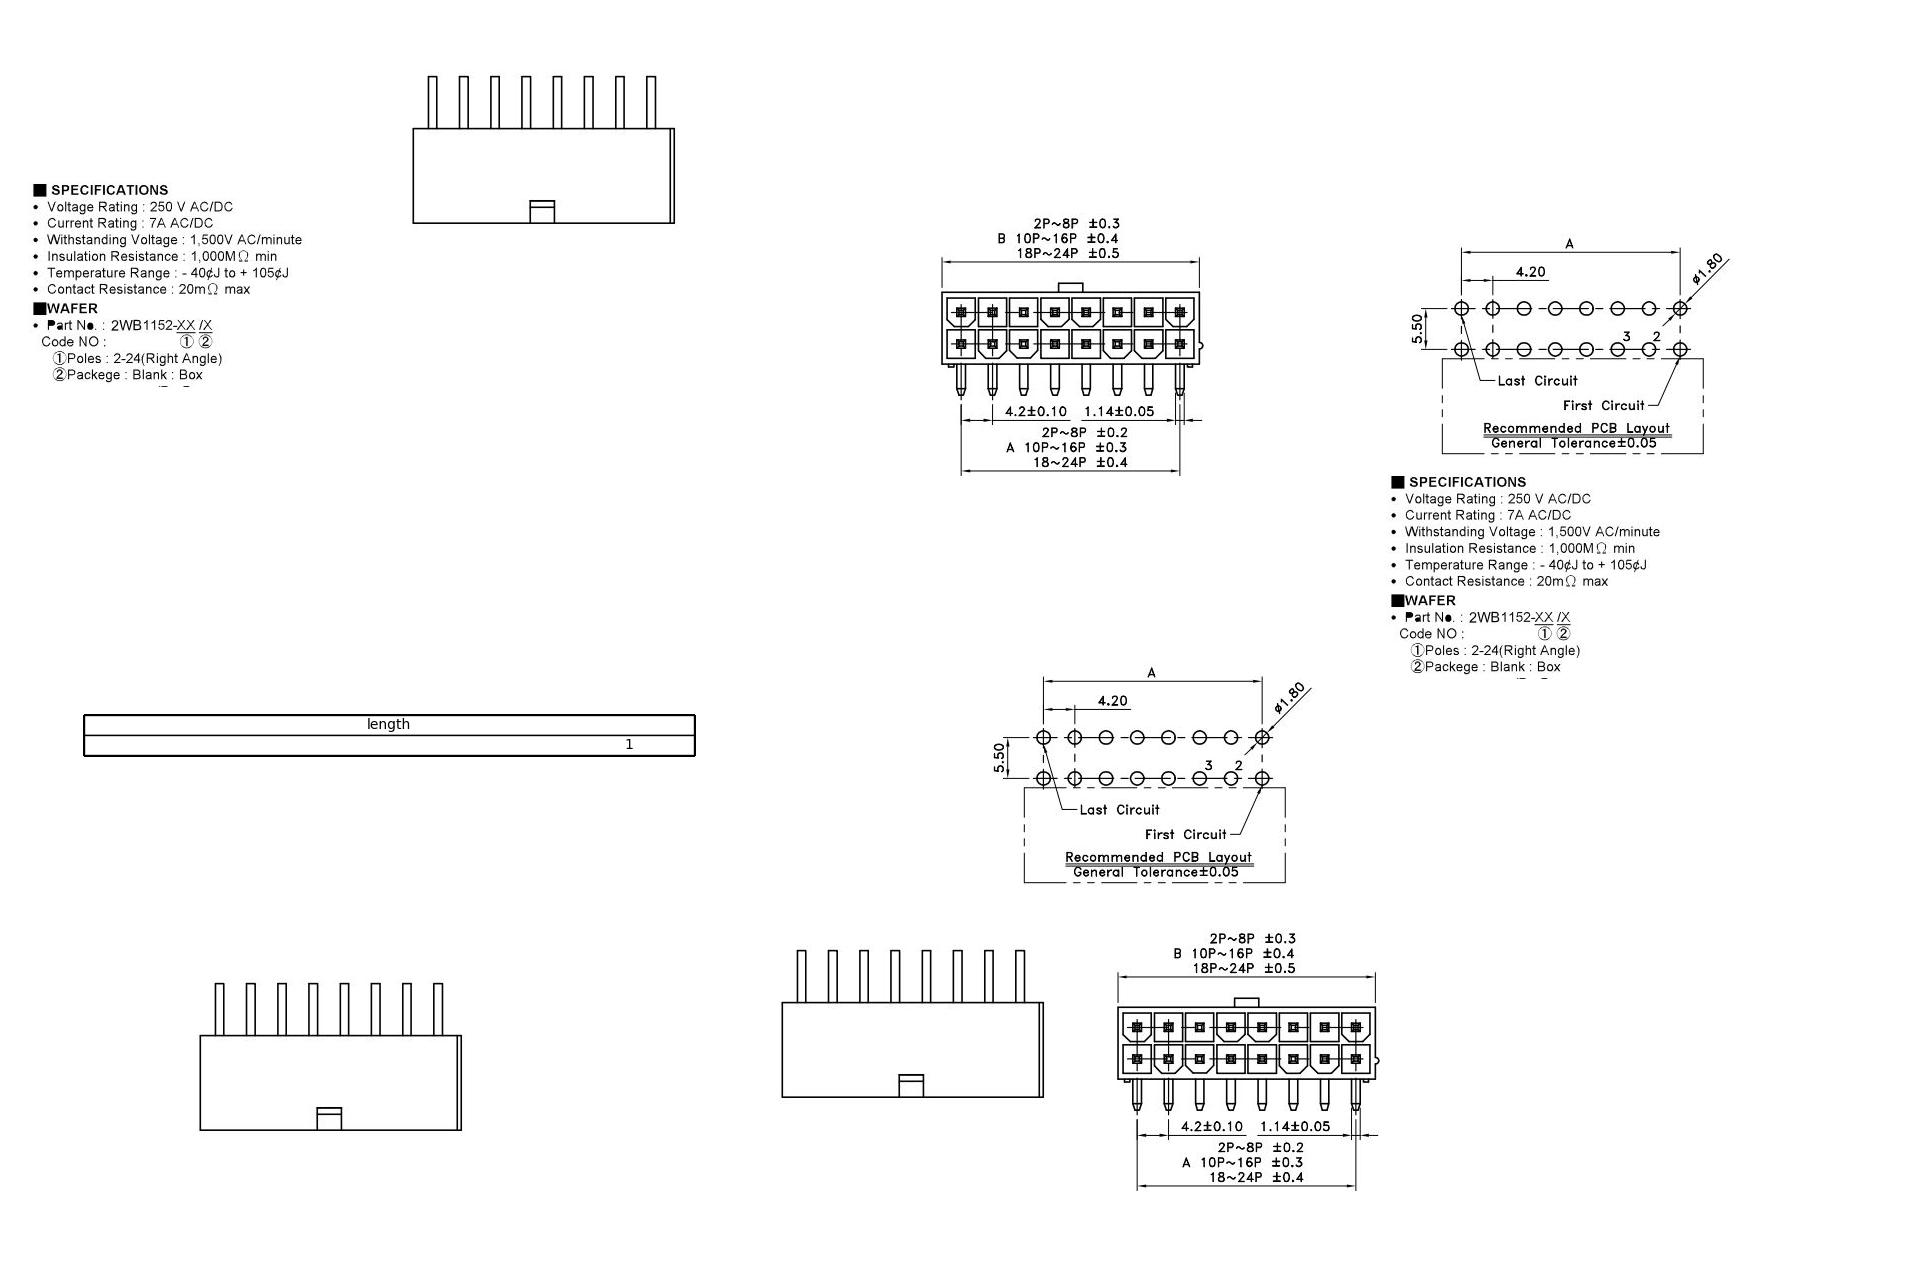 ■ SPECIFICATIONS
• Voltage Rating : 250 V AC/DC
• Current Rating : 7A AC/DC
• Withstanding Voltage : 1,500V AC/minute
• Insulation Resistance : 1,000MΩ min
• Temperature Range : - 40¢J to + 105¢J
• Contact Resistance : 20mΩ max
■WAFER
• Part No. : 2WB1152-XX /X
Code NO : ① ②
①Poles : 2-24(Right Angle)
②Packege : Blank : Box
2P~8P ±0.3
B 10P~16P ±0.4
18P~24P ±0.5
4.2±0.10 1.14±0.05
2P~8P ±0.2
A 10P~16P ±0.3
18~24P ±0.4
A
4.20
ø1.80
5.50
3 2
Last Circuit
First Circuit
Recommended PCB Layout
General Tolerance±0.05
■ SPECIFICATIONS
• Voltage Rating : 250 V AC/DC
• Current Rating : 7A AC/DC
• Withstanding Voltage : 1,500V AC/minute
• Insulation Resistance : 1,000MΩ min
• Temperature Range : - 40¢J to + 105¢J
• Contact Resistance : 20mΩ max
■WAFER
• Part No. : 2WB1152-XX /X
Code NO : ① ②
①Poles : 2-24(Right Angle)
②Packege : Blank : Box
length
1
A
4.20
ø1.80
5.50
3 2
Last Circuit
First Circuit
Recommended PCB Layout
General Tolerance±0.05
2P~8P ±0.3
B 10P~16P ±0.4
18P~24P ±0.5
4.2±0.10 1.14±0.05
2P~8P ±0.2
A 10P~16P ±0.3
18~24P ±0.4